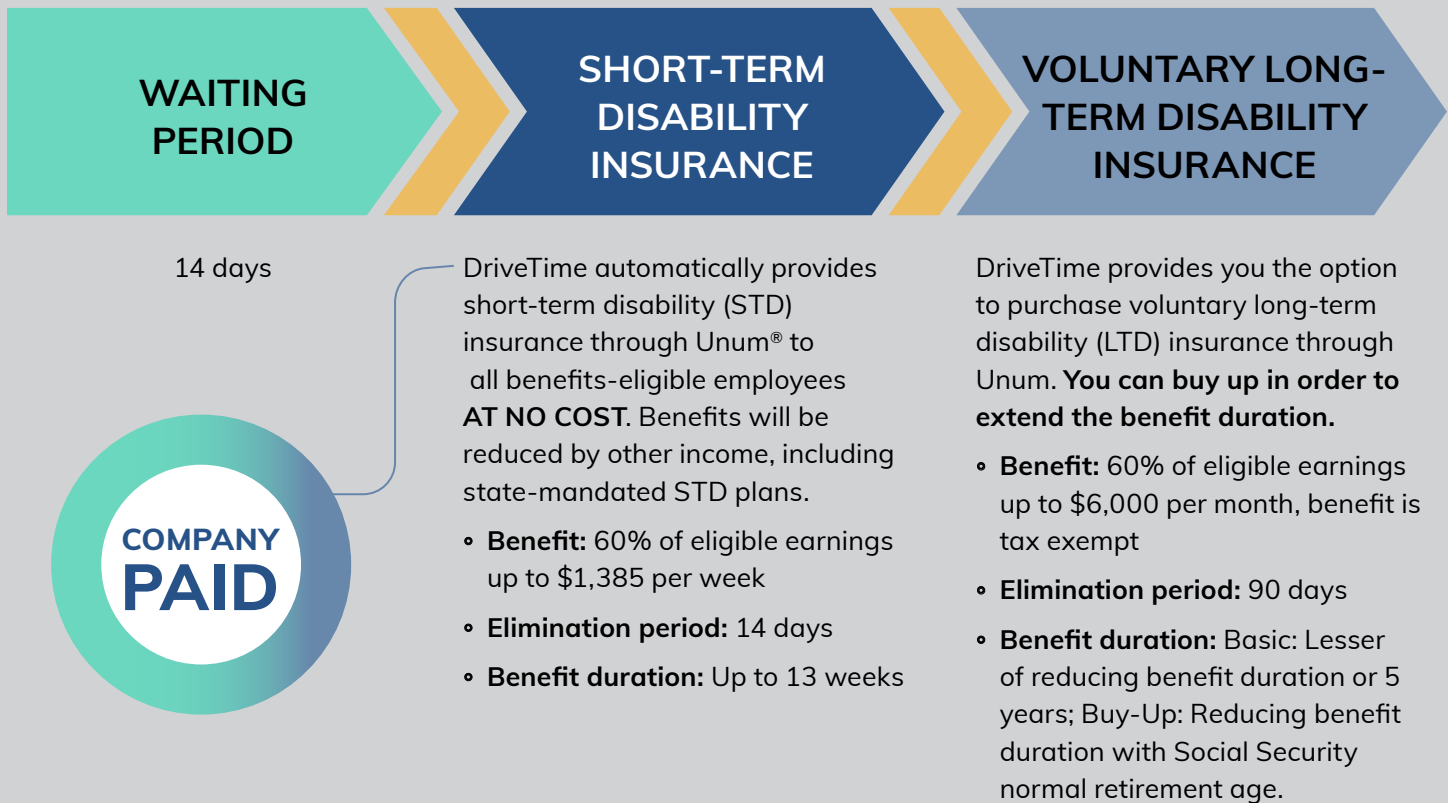 WAITING
PERIOD
SHORT-TERM
DISABILITY
INSURANCE
VOLUNTARY LONG-
TERM DISABILITY
INSURANCE
14 days
COMPANY
PAID
DriveTime automatically provides
short-term disability (STD)
insurance through Unum® to
all benefits-eligible employees
AT NO COST. Benefits will be
reduced by other income, including
state-mandated STD plans.
• Benefit: 60% of eligible earnings
up to $1,385 per week
• Elimination period: 14 days
• Benefit duration: Up to 13 weeks
DriveTime provides you the option
to purchase voluntary long-term
disability (LTD) insurance through
Unum. You can buy up in order to
extend the benefit duration.
• Benefit: 60% of eligible earnings
up to $6,000 per month, benefit is
tax exempt
• Elimination period: 90 days
• Benefit duration: Basic: Lesser
of reducing benefit duration or 5
years; Buy-Up: Reducing benefit
duration with Social Security
normal retirement age.